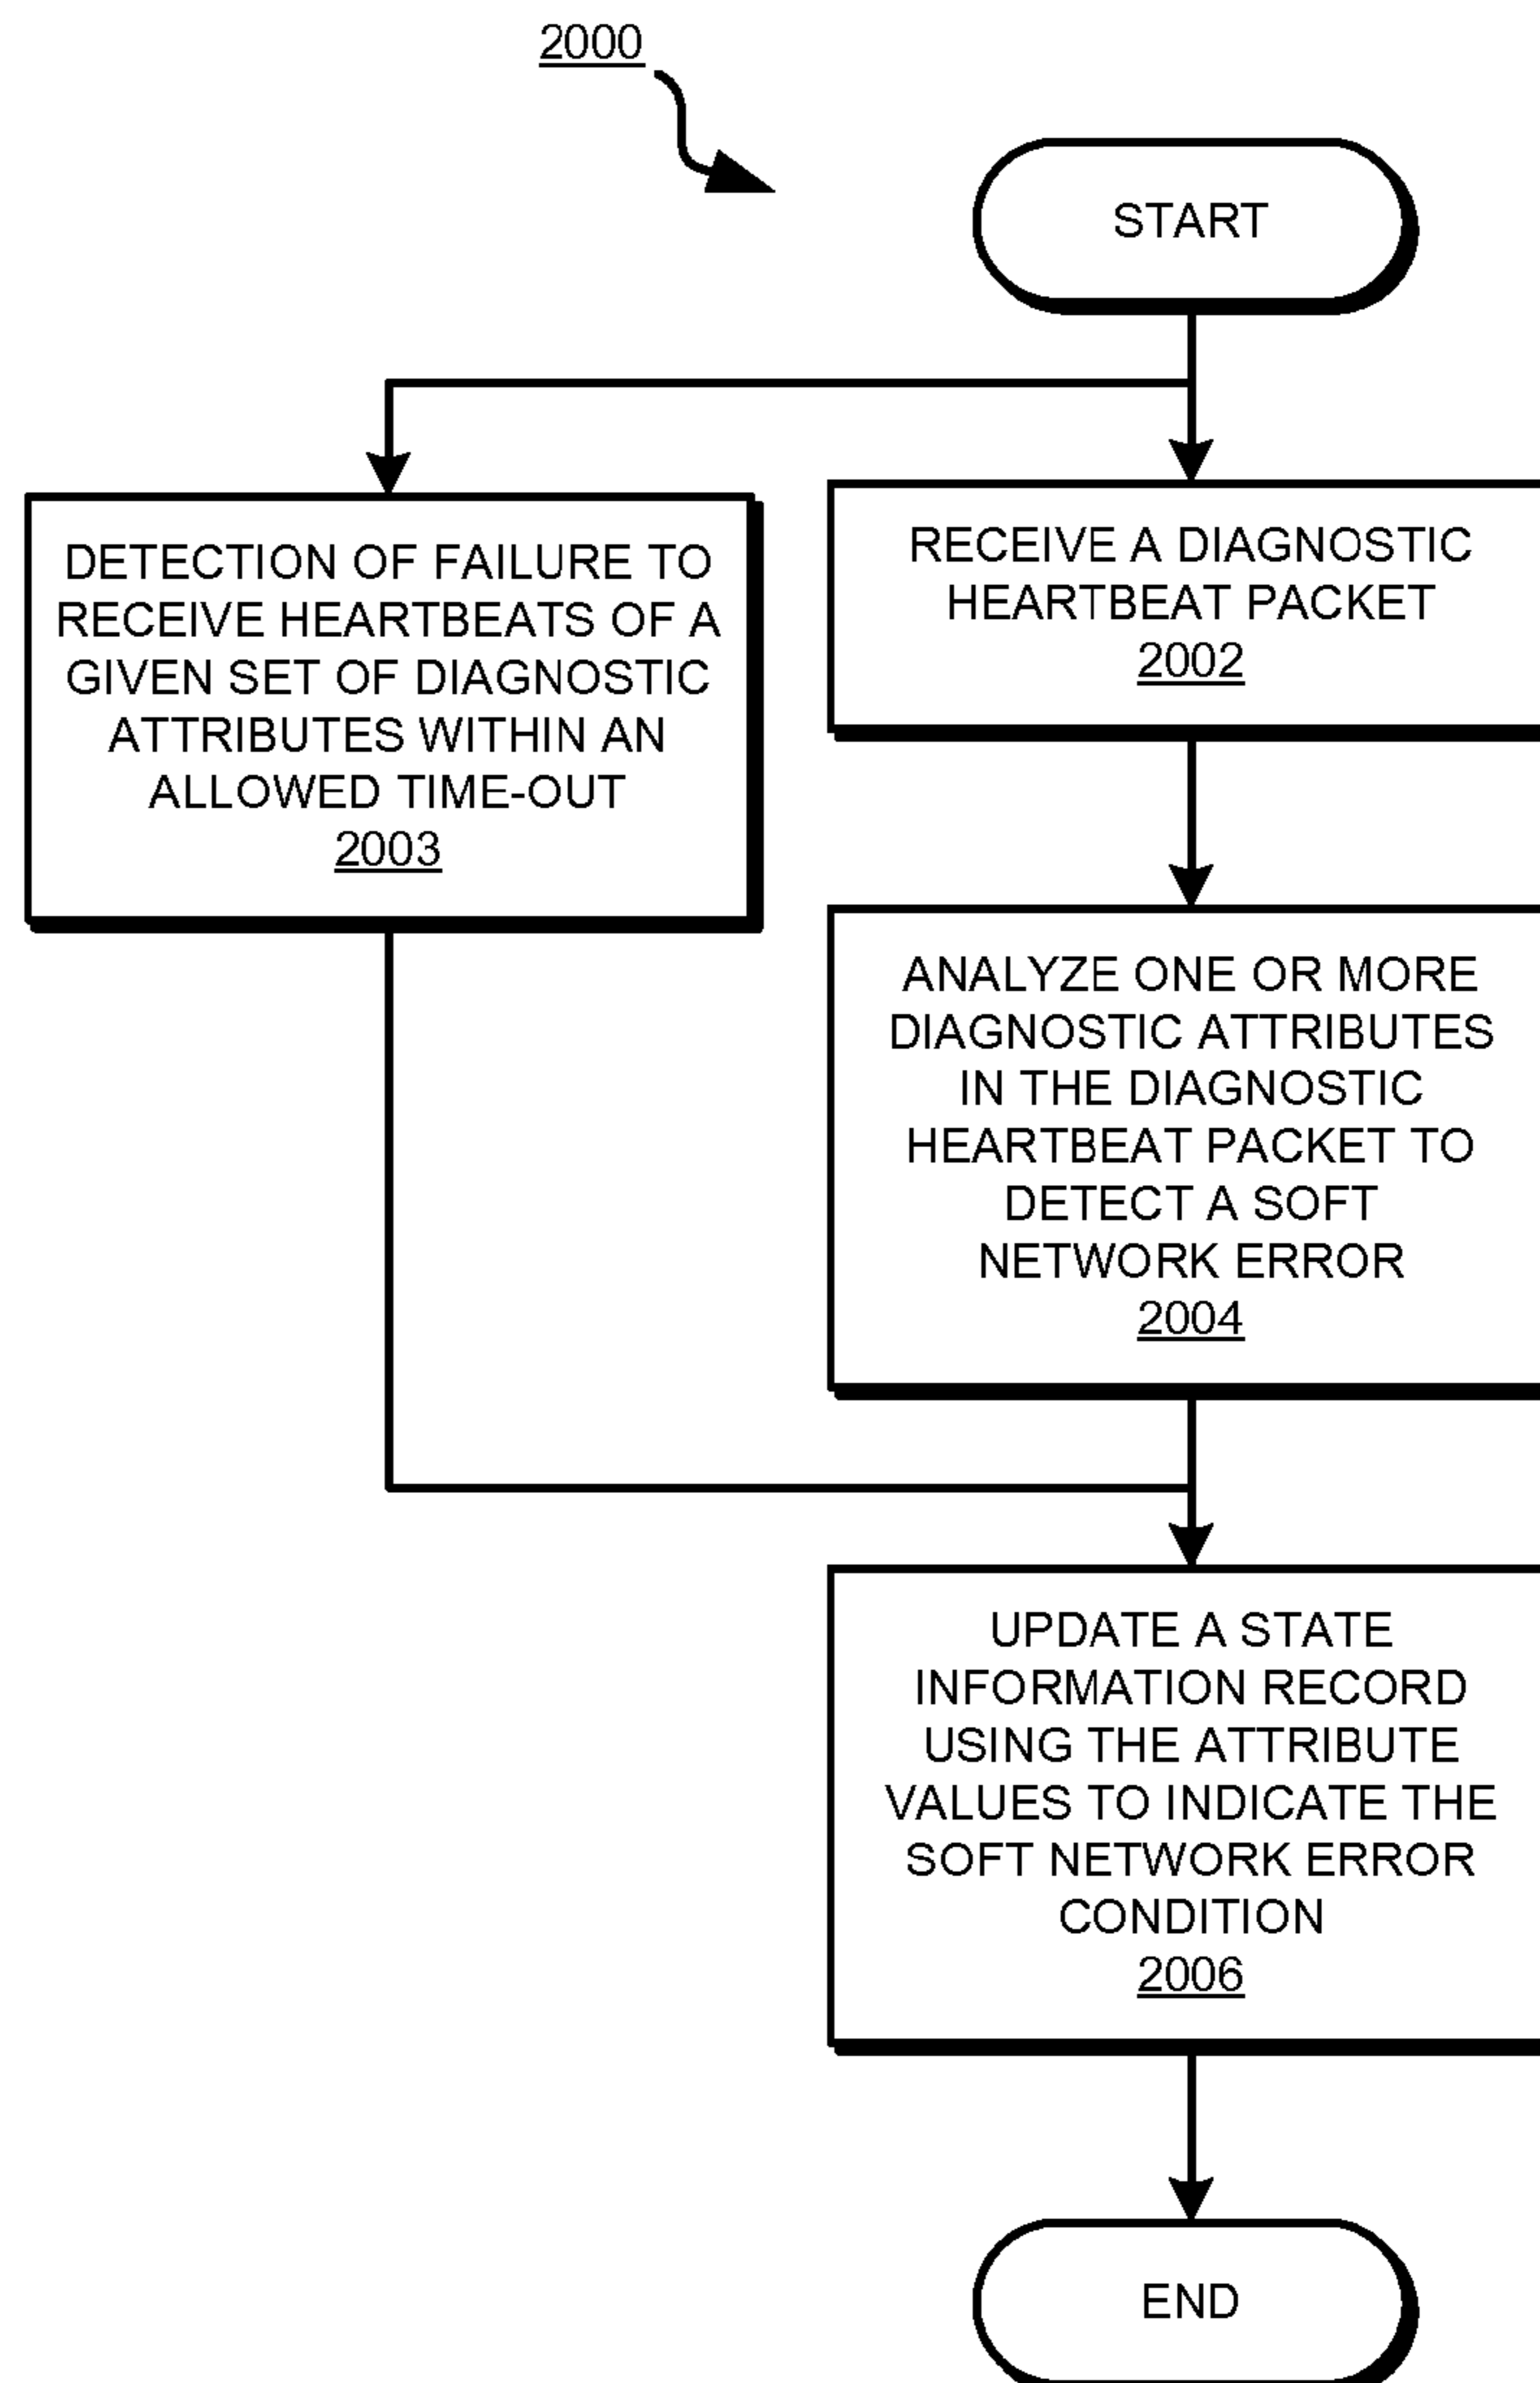 2000
START
DETECTION OF FAILURE TO
RECEIVE HEARTBEATS OF A
GIVEN SET OF DIAGNOSTIC
ATTRIBUTES WITHIN AN
ALLOWED TIME-OUT
2003
RECEIVE A DIAGNOSTIC
HEARTBEAT PACKET
2002
ANALYZE ONE OR MORE
DIAGNOSTIC ATTRIBUTES
IN THE DIAGNOSTIC
HEARTBEAT PACKET TO
DETECT A SOFT
NETWORK ERROR
2004
UPDATE A STATE
INFORMATION RECORD
USING THE ATTRIBUTE
VALUES TO INDICATE THE
SOFT NETWORK ERROR
CONDITION
2006
END